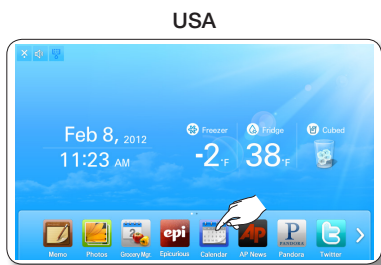 USA
Feb 8, 2012
11:23 AM
Freezer
-2°F
Fridge
38°F
Cubed
epi
AP
P
PANDORA
Memo
Photos
Grocery Mgr.
Epicurious
Calendar
AP News
Pandora
Twitter